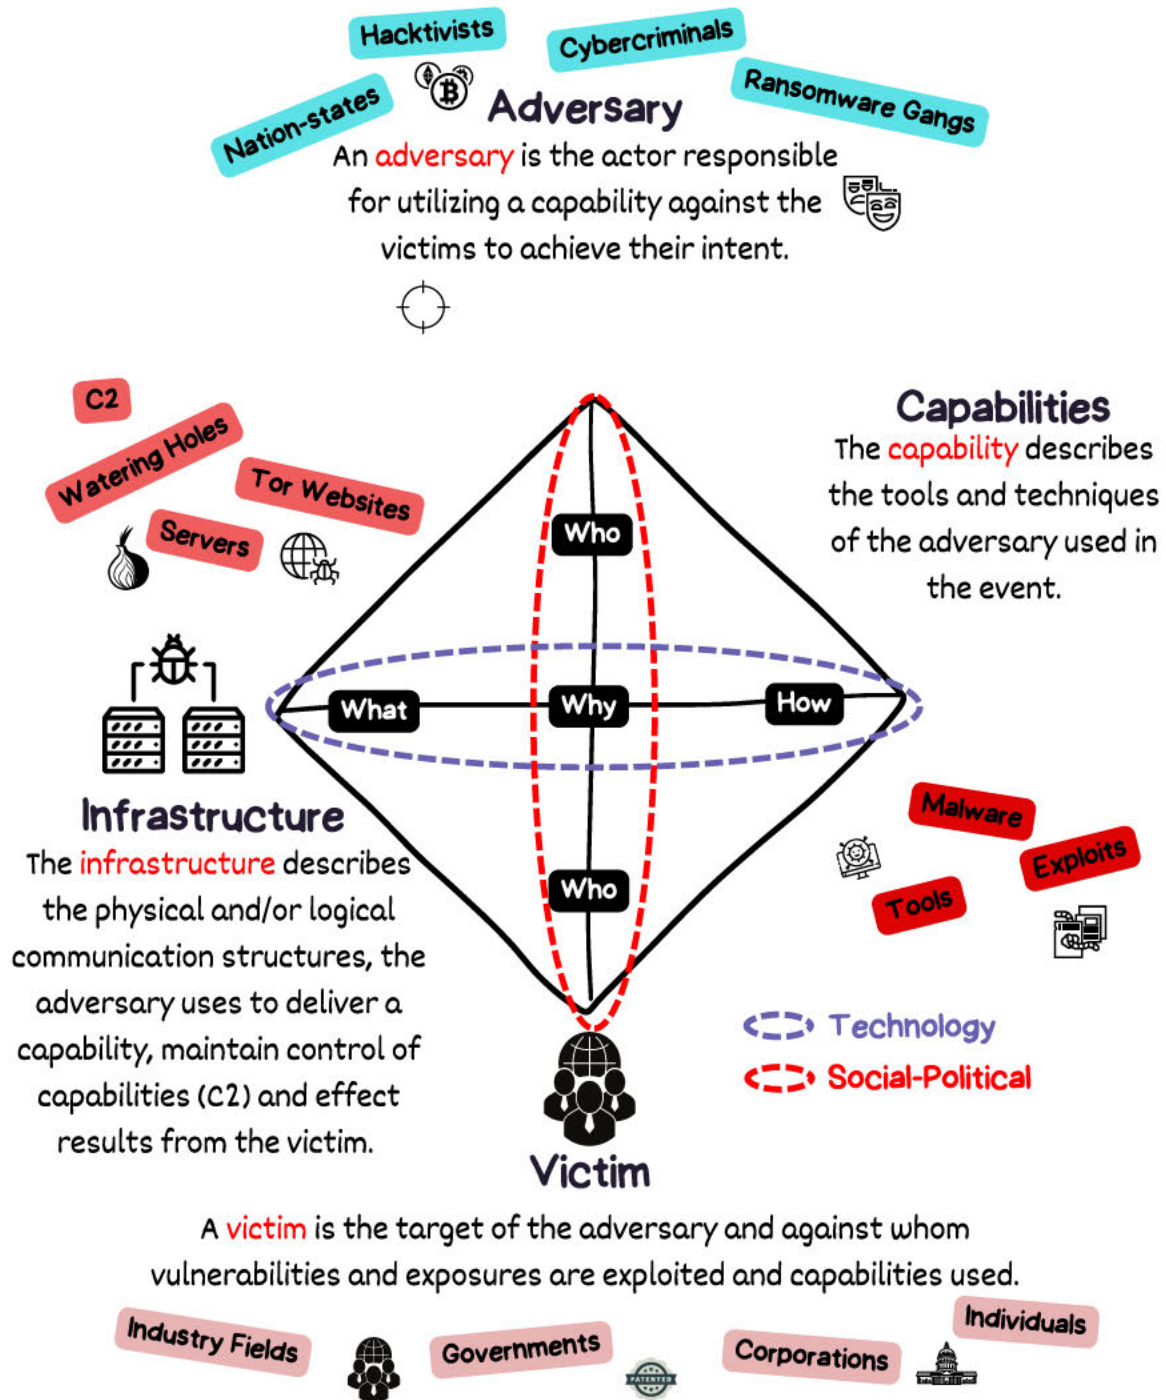 Hacktivists
Cybercriminals
Ransomware Gangs
Nation-states
Adversary
An adversary is the actor responsible
for utilizing a capability against the
victims to achieve their intent.
C2
Watering Holes
Tor Websites
Servers
Capabilities
The capability describes
the tools and techniques
of the adversary used in
the event.
Who
What
Why
How
Who
Infrastructure
The infrastructure describes
the physical and/or logical
communication structures, the
adversary uses to deliver a
capability, maintain control of
capabilities (C2) and effect
results from the victim.
Malware
Exploits
Tools
Technology
Social-Political
Victim
A victim is the target of the adversary and against whom
vulnerabilities and exposures are exploited and capabilities used.
Industry Fields
Governments
PATENTED
Corporations
Individuals